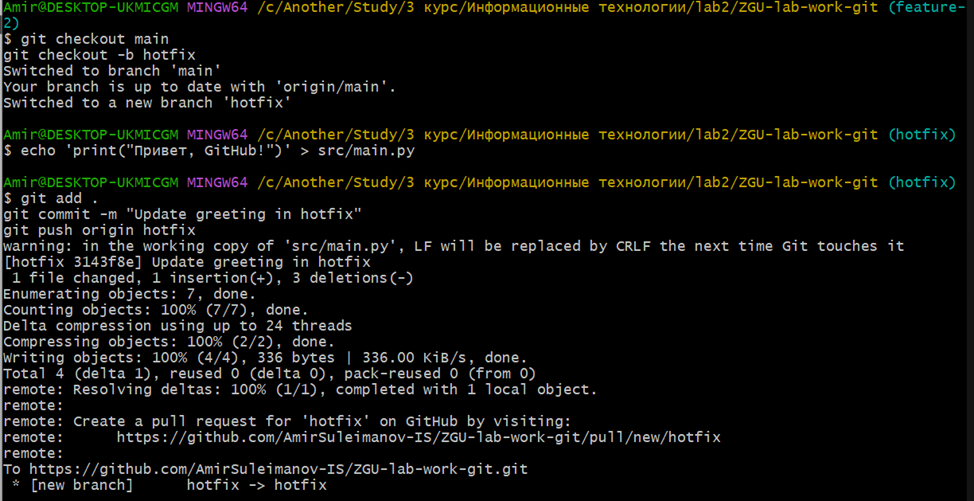 Amir@DESKTOP-UKMICGM MINGW64 /c/Another/Study/3 курс/Информационные технологии/lab2/ZGU-lab-work-git (feature-
2)
$ git checkout main
git checkout -b hotfix
Switched to branch 'main'
Your branch is up to date with 'origin/main'.
Switched to a new branch 'hotfix'
Amir@DESKTOP-UKMICGM MINGW64 /c/Another/Study/3 курс/Информационные технологии/lab2/ZGU-lab-work-git (hotfix)
$ echo 'print("Привет, GitHub!")' > src/main.py
Amir@DESKTOP-UKMICGM MINGW64 /c/Another/Study/3 курс/Информационные технологии/lab2/ZGU-lab-work-git (hotfix)
$ git add .
git commit -m "Update greeting in hotfix"
git push origin hotfix
warning: in the working copy of 'src/main.py', LF will be replaced by CRLF the next time Git touches it
[hotfix 3143f8e] Update greeting in hotfix
 1 file changed, 1 insertion(+), 3 deletions(-)
Enumerating objects: 7, done.
Counting objects: 100% (7/7), done.
Delta compression using up to 24 threads
Compressing objects: 100% (2/2), done.
Writing objects: 100% (4/4), 336 bytes | 336.00 KiB/s, done.
Total 4 (delta 1), reused 0 (delta 0), pack-reused 0 (from 0)
remote: Resolving deltas: 100% (1/1), completed with 1 local object.
remote:
remote: Create a pull request for 'hotfix' on GitHub by visiting:
remote:      https://github.com/AmirSuleimanov-IS/ZGU-lab-work-git/pull/new/hotfix
remote:
To https://github.com/AmirSuleimanov-IS/ZGU-lab-work-git.git
 * [new branch]      hotfix -> hotfix